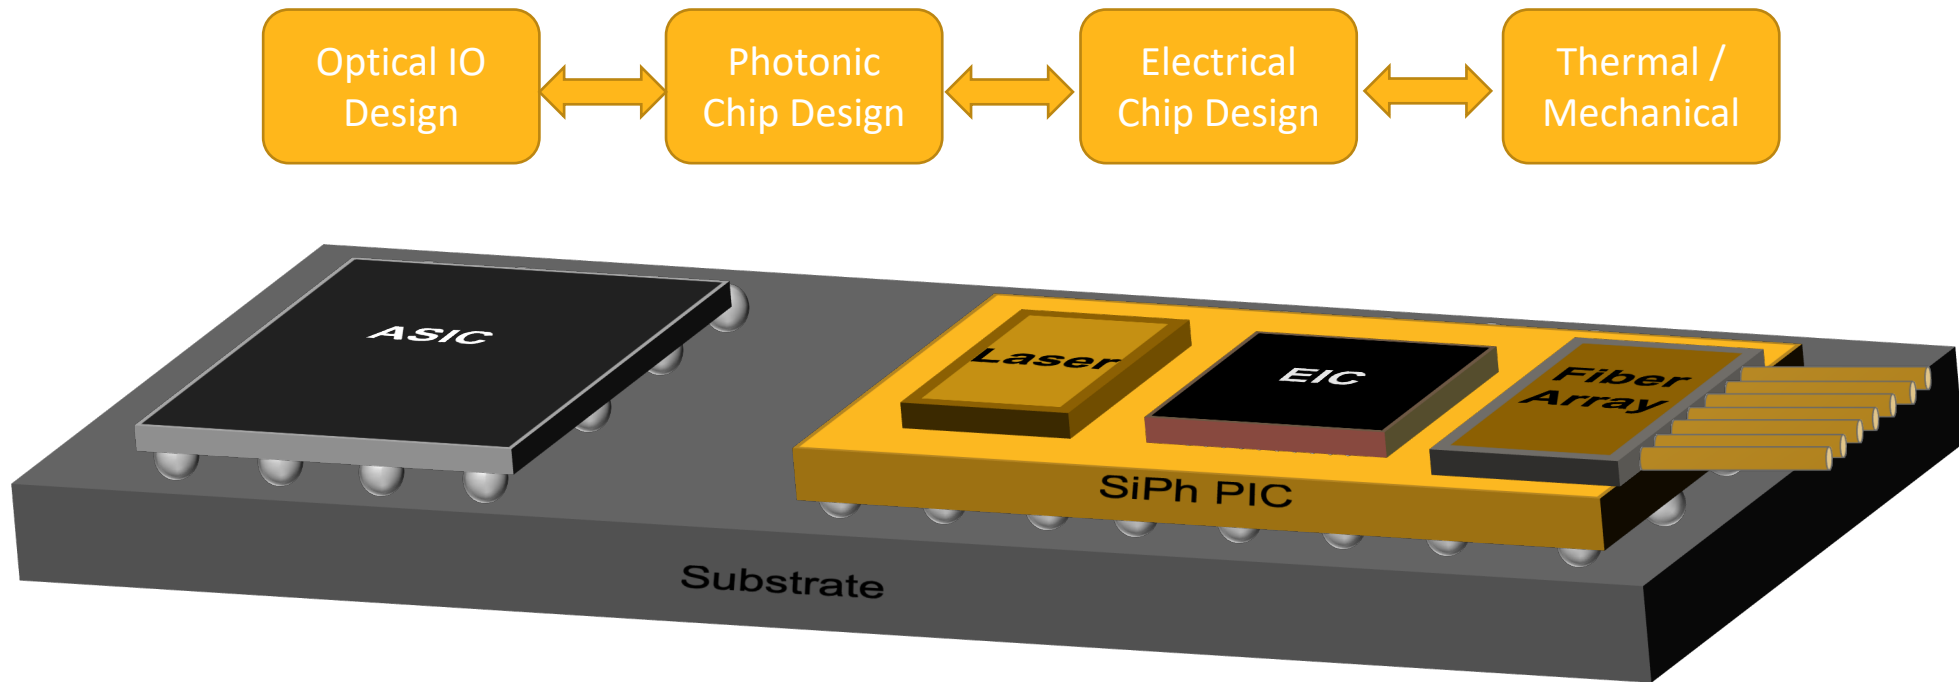 Optical IO
Design
Photonic
Chip Design
Electrical
Chip Design
Thermal /
Mechanical
ASIC
Laser
EIC
Fiber
Array
SiPh PIC
Substrate